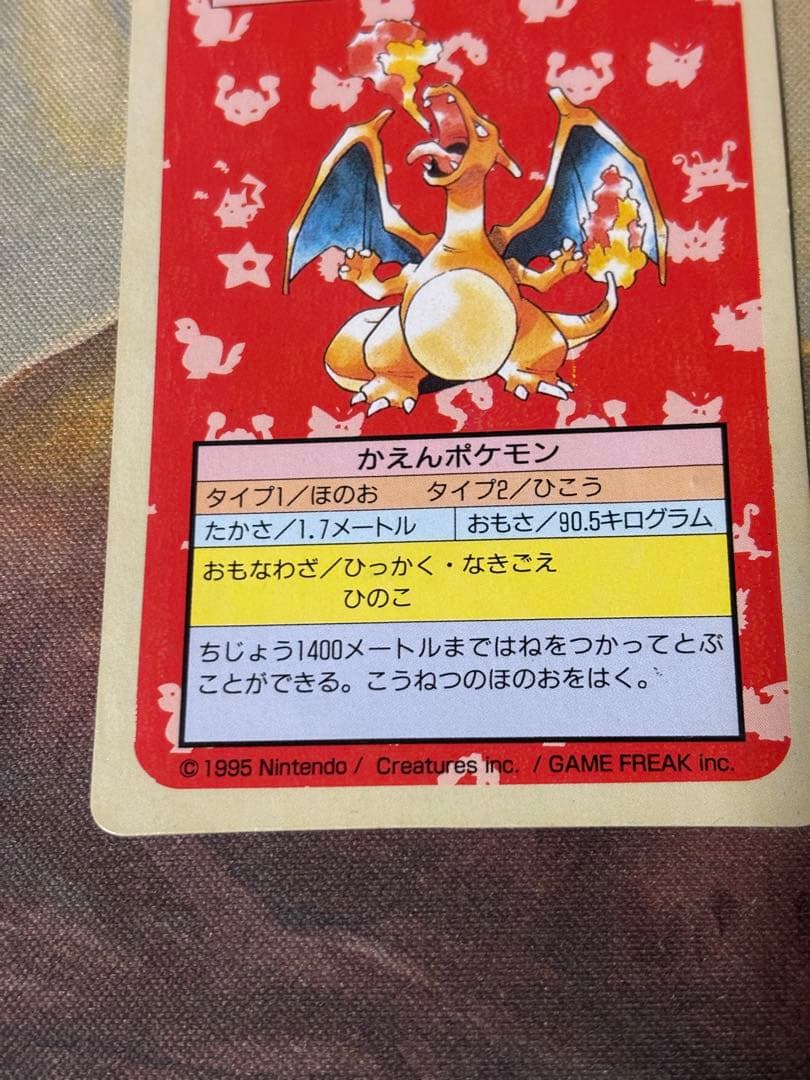 かえんポケモン
タイプ1/ほのお タイプ2/ひこう
たかさ/1.7メートル おもさ/90.5キログラム
おもなわざ/ひっかく・なきごえ
ひのこ
ちじょう1400メートルまではねをつかってとぶ
ことができる。こうねつのほのおをはく。
©1995 Nintendo / Creatures inc. / GAME FREAK inc.